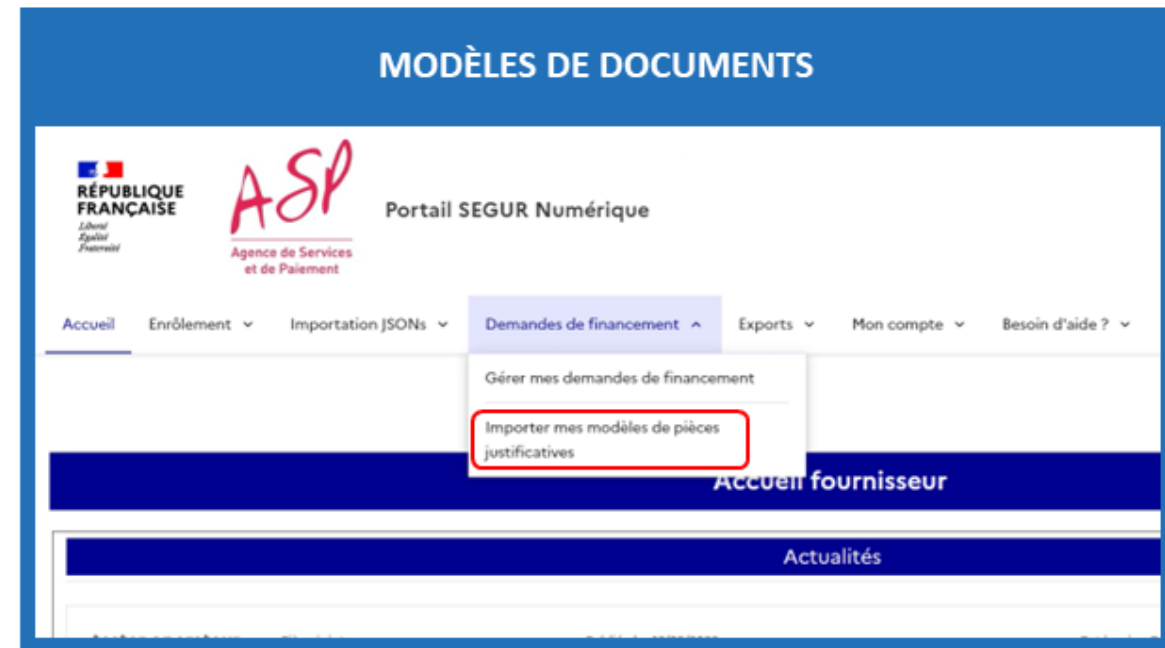 MODÈLES DE DOCUMENTS
RÉPUBLIQUE
FRANÇAISE
Liberté
Égalité
Fraternité
ASP
Agence de Services
et de Paiement
Portail SEGUR Numérique
Accueil Enrôlement Importation JSONs Demandes de financement Exports Mon compte Besoin d'aide ?
Gérer mes demandes de financement
Importer mes modèles de pièces
justificatives
Accueil fournisseur
Actualités